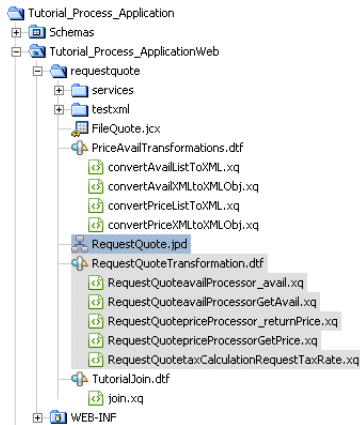 Tutorial_Process_Application
Schemas
Tutorial_Process_ApplicationWeb
requestquote
services
testxml
FileQuote.jcx
PriceAvailTransformations.dtf
convertAvailListToXML.xq
convertAvailXMLtoXMLObj.xq
convertPriceListToXML.xq
convertPriceXMLtoXMLObj.xq
RequestQuote.jpd
RequestQuoteTransformation.dtf
RequestQuoteavailProcessor_avail.xq
RequestQuoteavailProcessorGetAvail.xq
RequestQuotepriceProcessor_returnPrice.xq
RequestQuotepriceProcessorGetPrice.xq
RequestQuotetaxCalculationRequestTaxRate.xq
TutorialJoin.dtf
join.xq
WEB-INF